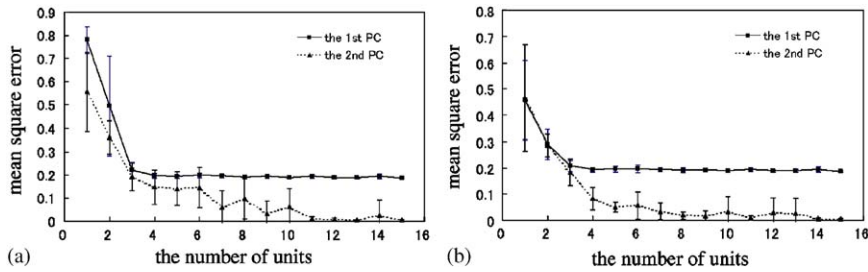 0.9
0.8
0.7
0.6
0.5
0.4
0.3
0.2
0.1
0
mean square error
the 1st PC
the 2nd PC
0 2 4 6 8 10 12 14 16
the number of units
(a)
0.8
0.7
0.6
0.5
0.4
0.3
0.2
0.1
0
mean square error
the 1st PC
the 2nd PC
0 2 4 6 8 10 12 14 16
the number of units
(b)